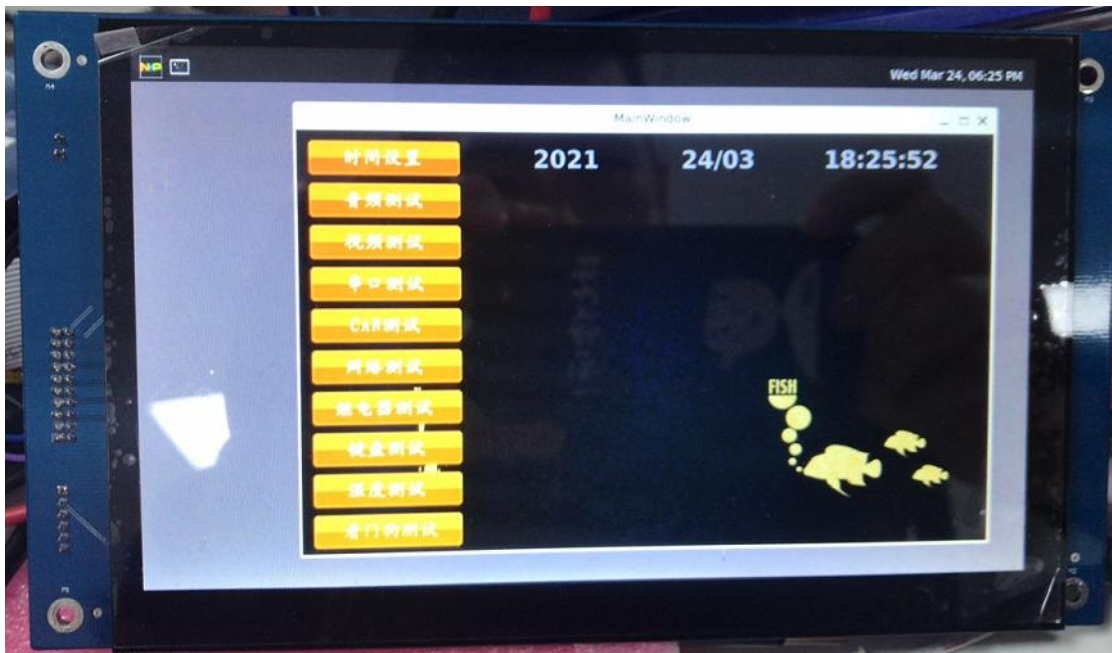 NXP
Wed Mar 24, 06:25 PM
MainWindow
时间设置 2021 24/03 18:25:52
音频测试
视频测试
串口测试
CAN测试
网络测试
FISH
继电器测试
键盘测试
温度测试
看门狗测试